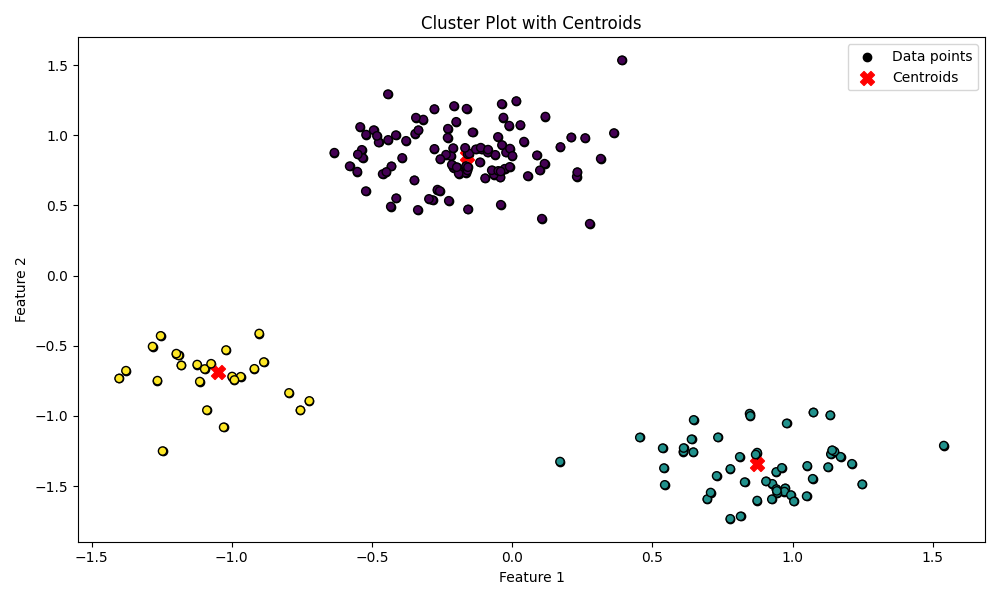 Cluster Plot with Centroids
Data points
Centroids
1.5
1.0
0.5
0.0
−0.5
−1.0
−1.5
Feature 2
−1.5 −1.0 −0.5 0.0 0.5 1.0 1.5
Feature 1